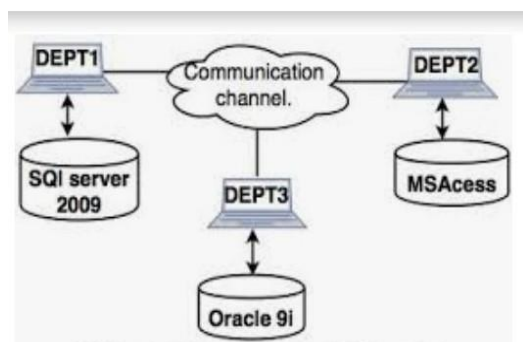 DEPT1
Communication
channel.
DEPT2
SQl server
2009
DEPT3
MSAcess
Oracle 9i